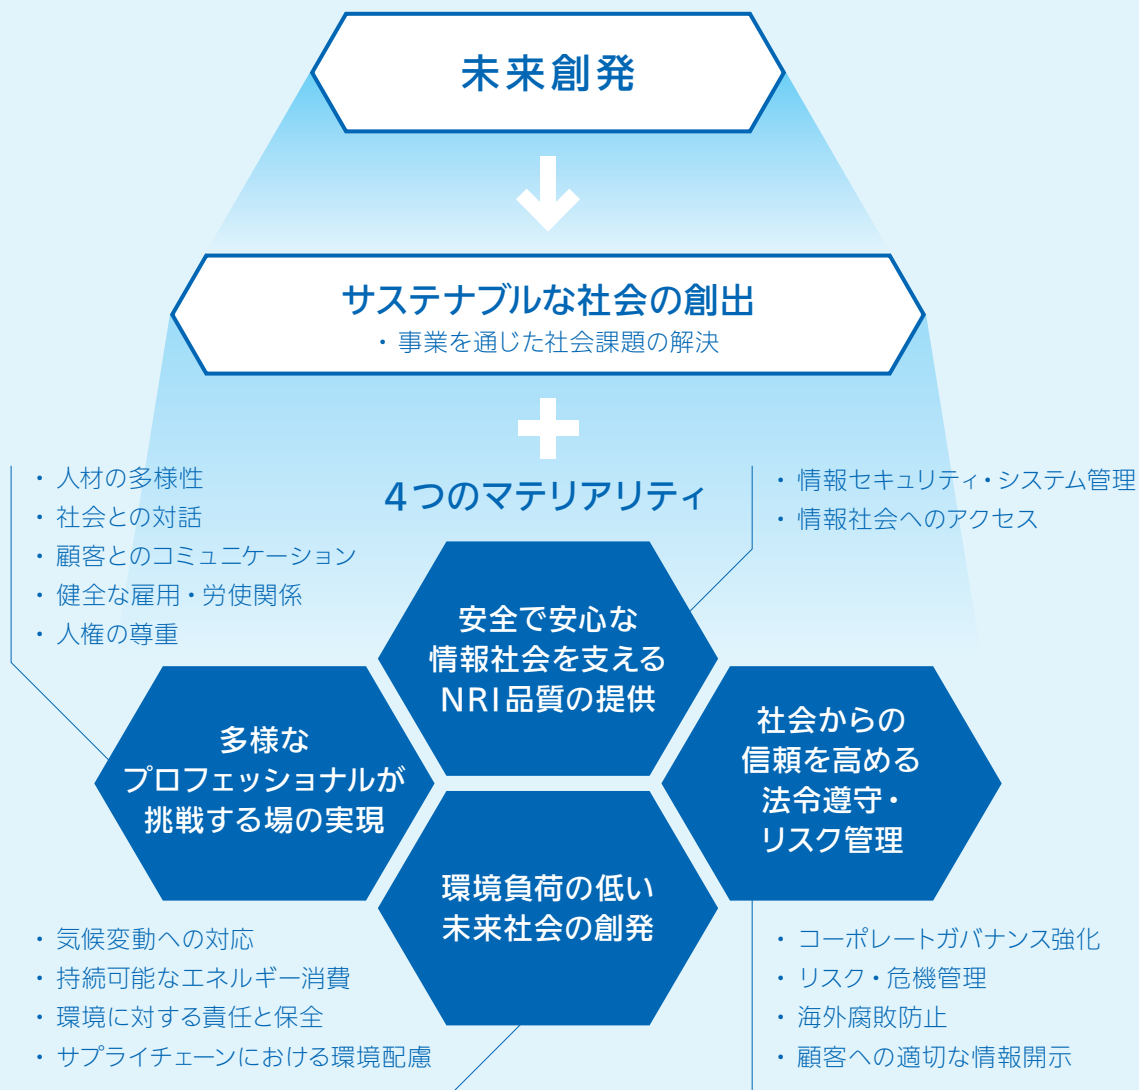 未来創発
サステナブルな社会の創出
・事業を通じた社会課題の解決
4つのマテリアリティ
・人材の多様性
・社会との対話
・顧客とのコミュニケーション
・健全な雇用・労使関係
・人権の尊重
・情報セキュリティ・システム管理
・情報社会へのアクセス
安全で安心な
情報社会を支える
NRI品質の提供
多様な
プロフェッショナルが
挑戦する場の実現
社会からの
信頼を高める
法令遵守・
リスク管理
環境負荷の低い
未来社会の創発
・気候変動への対応
・持続可能なエネルギー消費
・環境に対する責任と保全
・サプライチェーンにおける環境配慮
・コーポレートガバナンス強化
・リスク・危機管理
・海外腐敗防止
・顧客への適切な情報開示